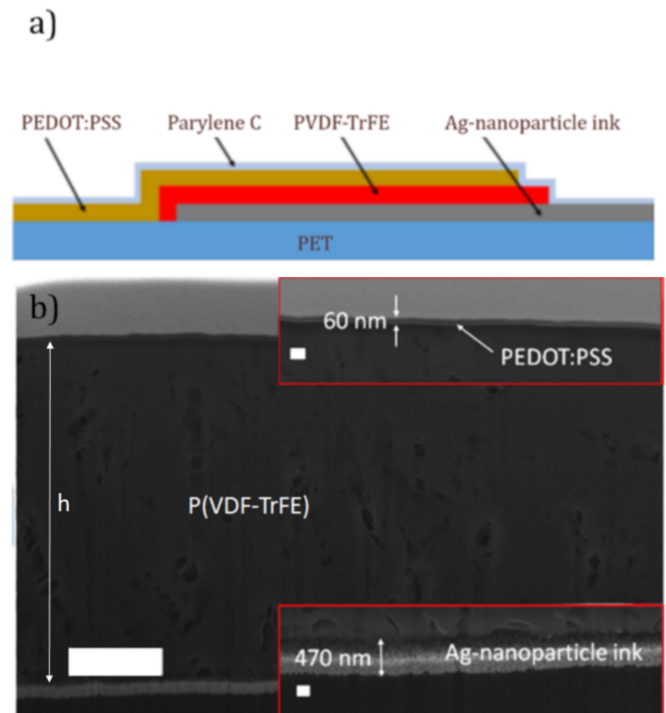 a)
PEDOT:PSS Parylene C PVDF-TrFE Ag-nanoparticle ink
PET
b)
60 nm
PEDOT:PSS
h
P(VDF-TrFE)
470 nm Ag-nanoparticle ink